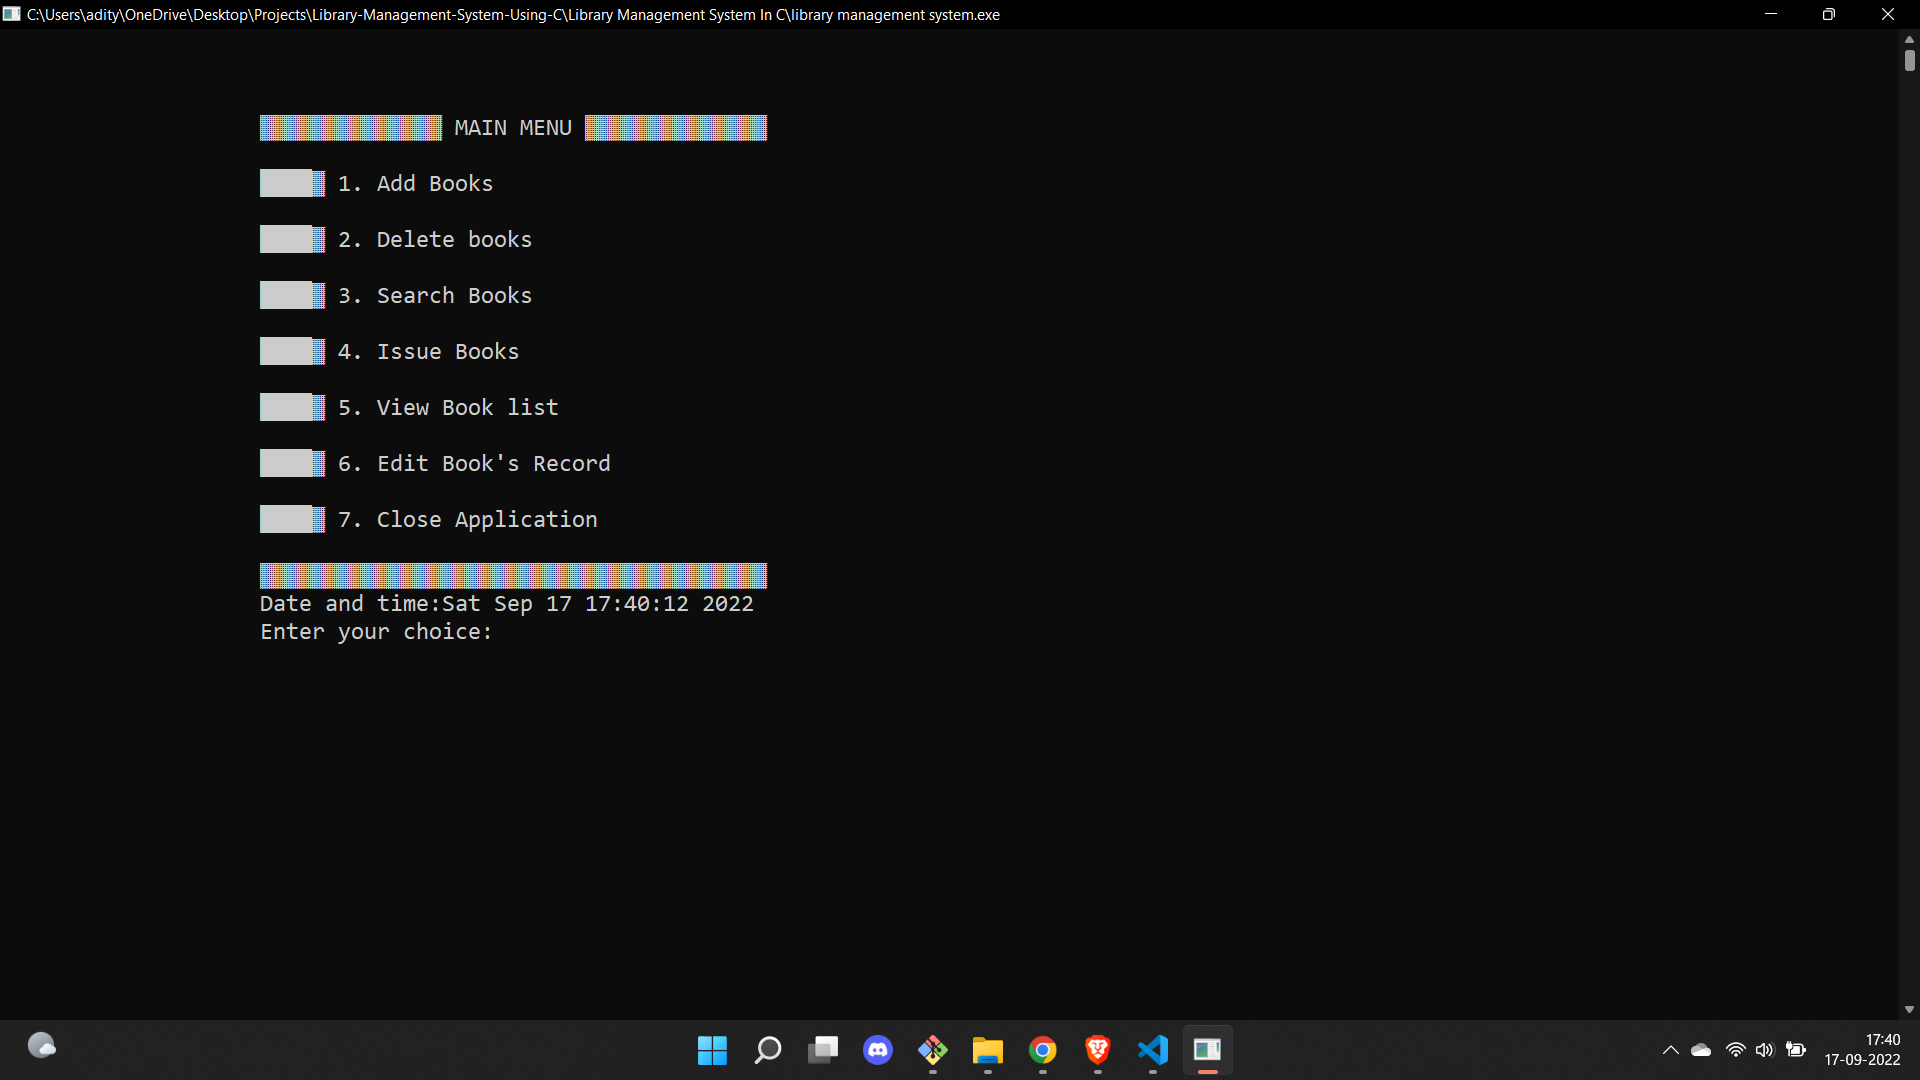 C:\Users\adity\OneDrive\Desktop\Projects\Library-Management-System-Using-C\Library Management System In C\library management system.exe
MAIN MENU
1. Add Books
2. Delete books
3. Search Books
4. Issue Books
5. View Book list
6. Edit Book's Record
7. Close Application
Date and time:Sat Sep 17 17:40:12 2022
Enter your choice:
17:40
17-09-2022